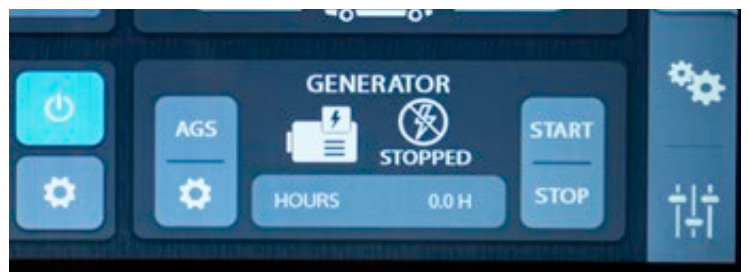 GENERATOR
AGS
STOPPED
START
STOP
HOURS 0.0 H